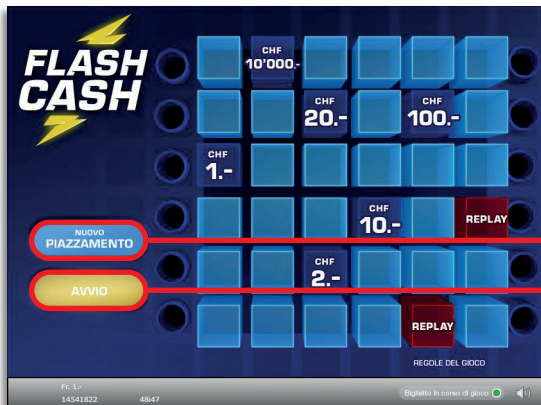 FLASH
CASH
CHF
10'000.-
CHF
20.-
CHF
100.-
CHF
1.-
CHF
10.-
REPLAY
NUOVO
PIAZZAMENTO
CHF
2.-
AVVIO
REPLAY
REGOLE DEL GIOCO
Fr. 1.-
14541822 48i47
Biglietto in corso di gioco